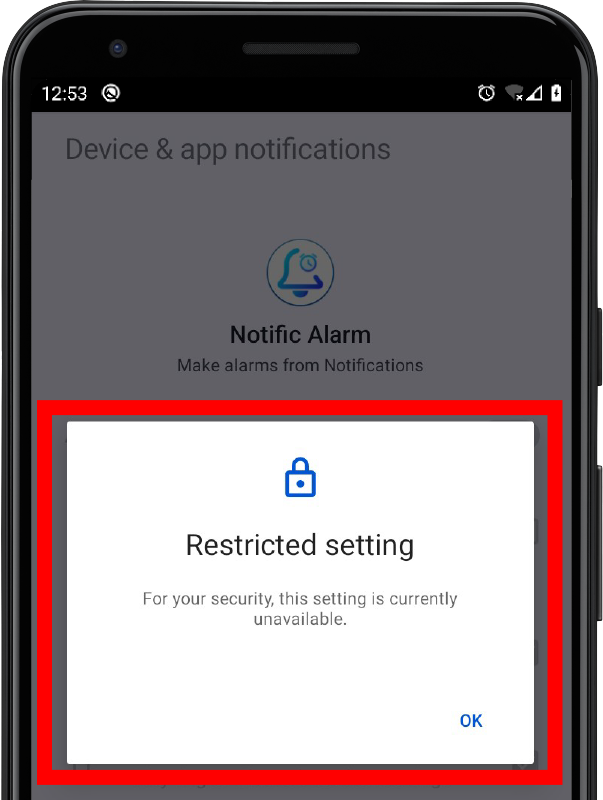 12:53
Device & app notifications
Notific Alarm
Make alarms from Notifications
Restricted setting
For your security, this setting is currently
unavailable.
OK